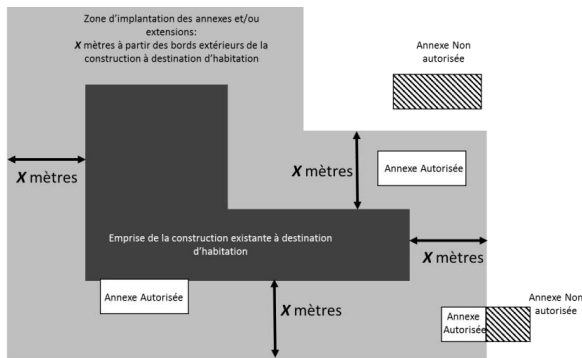 Zone d'implantation des annexes et/ou
extensions:
X mètres à partir des bords extérieurs de la
construction à destination d'habitation
Annexe Non
autorisée
X mètres
X mètres
Annexe Autorisée
Emprise de la construction existante à destination
d'habitation
X mètres
Annexe Autorisée
X mètres
Annexe
Autorisée
Annexe Non
autorisée